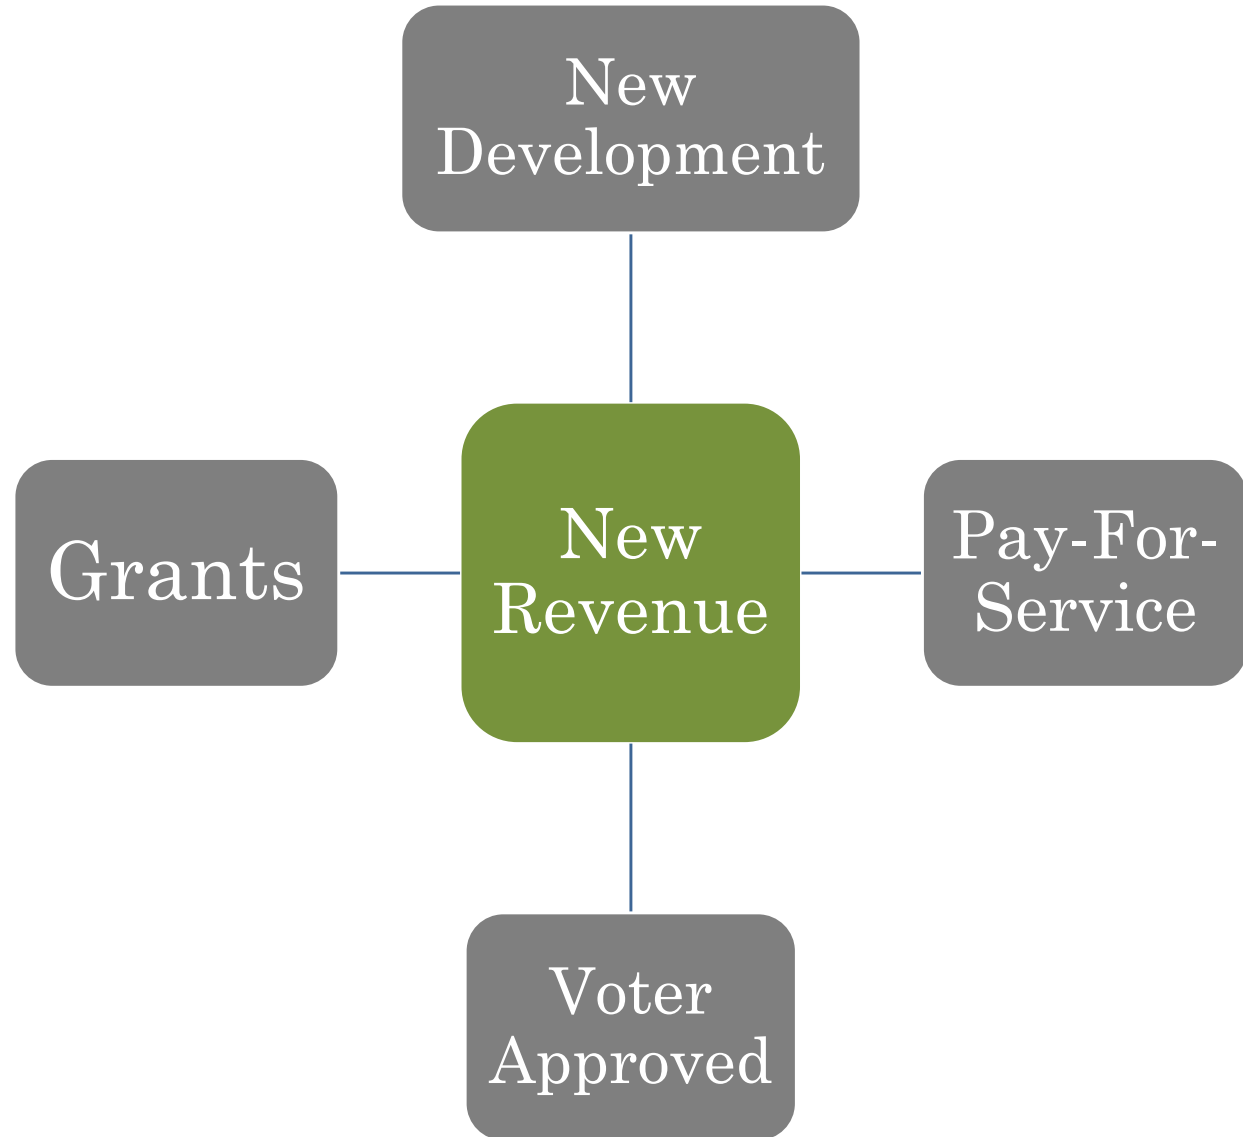 New
Development
Grants
New
Revenue
Pay-For-
Service
Voter
Approved